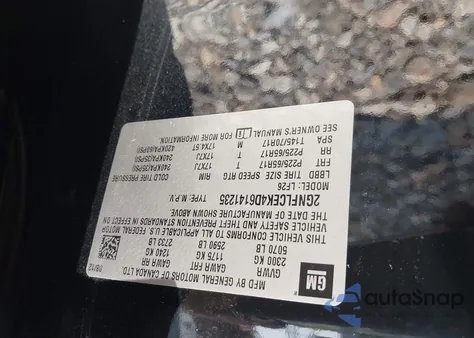 GM
MFD BY GENERAL MOTORS OF CANADA LTD.
08/12
GVWR GAWR FRT GAWR RR
2300 KG 1175 KG 1240 KG
5070 LB 2590 LB 2733 LB
THIS VEHICLE CONFORMS TO ALL APPLICABLE U.S. FEDERAL MOTOR
VEHICLE SAFETY AND THEFT PREVENTION STANDARDS IN EFFECT ON
THE DATE OF MANUFACTURE SHOWN ABOVE.
2GNFLCEK4D6141235 TYPE: M.P.V.
MODEL: LF26
LBBD TIRE SIZE SPEED RTG RIM COLD TIRE PRESSURE
FRT P225/65R17 T 17X7J 240KPA(35PSI)
RR P225/65R17 T 17X7J 240KPA(35PSI)
SPA T145/70R17 M 17X4.5T 420KPA(60PSI)
SEE OWNER'S MANUAL FOR MORE INFORMATION.
autoSnap